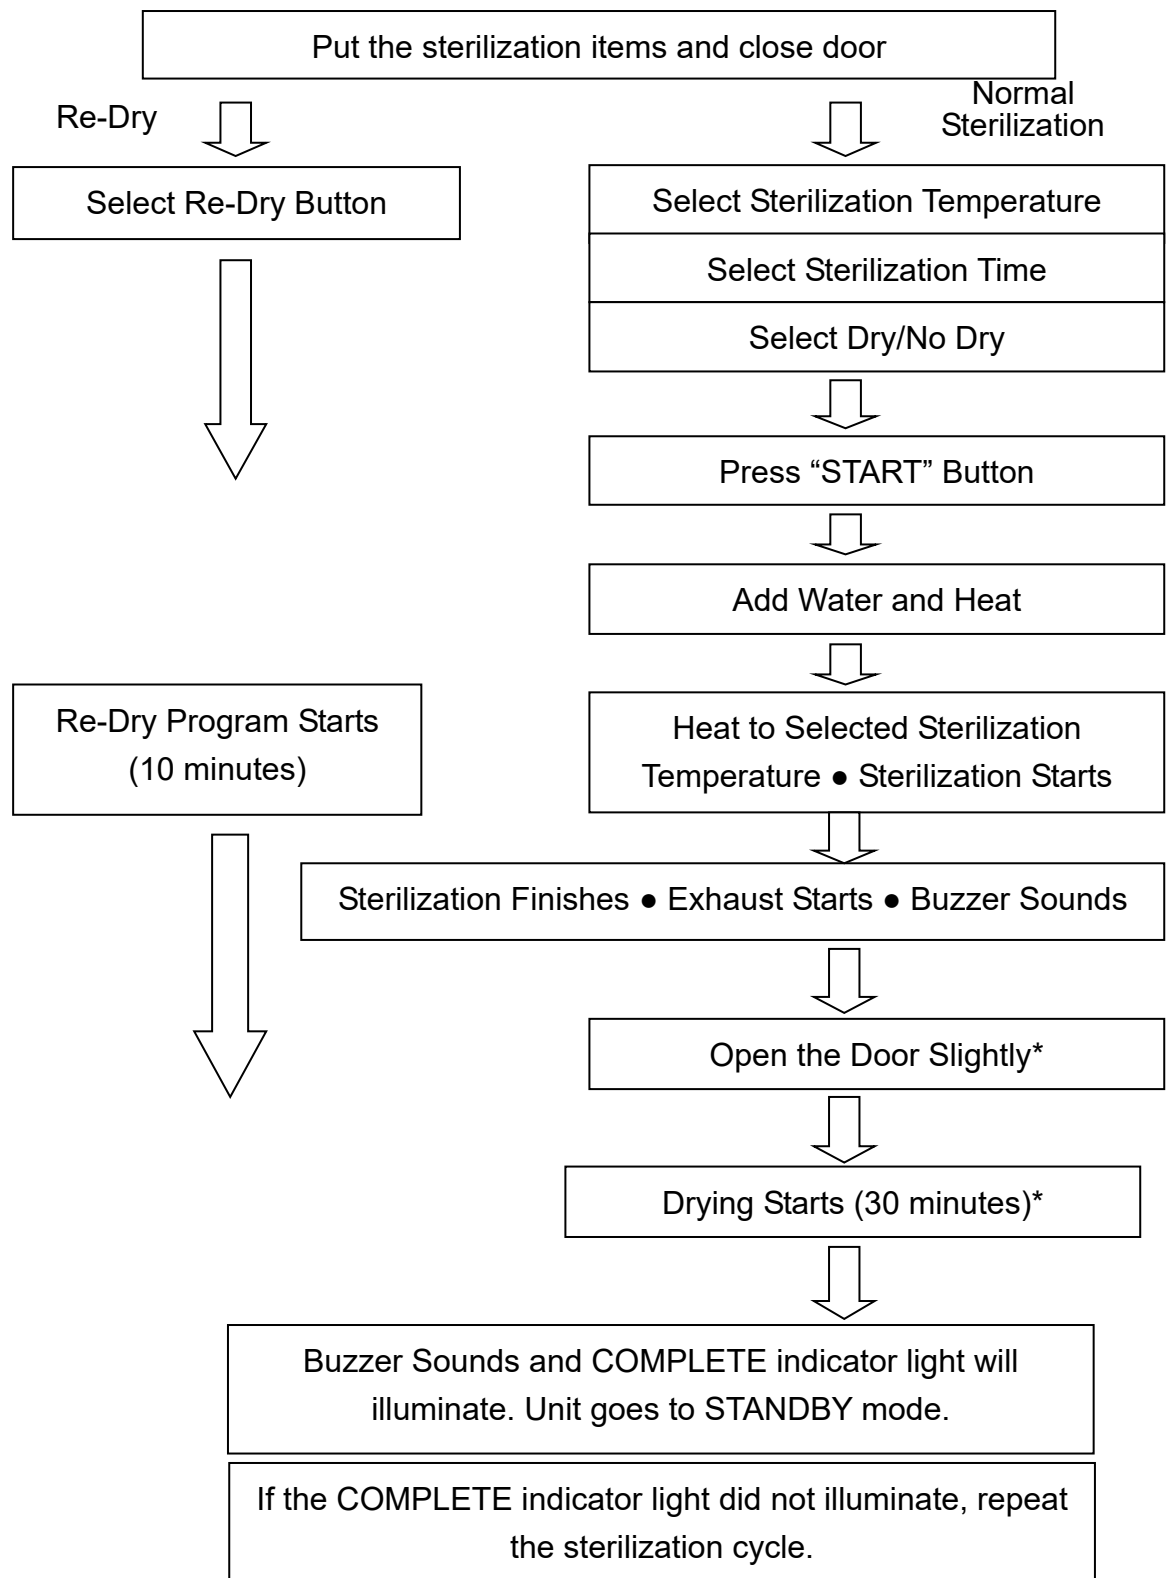 Put the sterilization items and close door
Re-Dry
Normal
Sterilization
Select Re-Dry Button
Select Sterilization Temperature
Select Sterilization Time
Select Dry/No Dry
Press “START” Button
Add Water and Heat
Re-Dry Program Starts
(10 minutes)
Heat to Selected Sterilization
Temperature ● Sterilization Starts
Sterilization Finishes ● Exhaust Starts ● Buzzer Sounds
Open the Door Slightly*
Drying Starts (30 minutes)*
Buzzer Sounds and COMPLETE indicator light will
illuminate. Unit goes to STANDBY mode.
If the COMPLETE indicator light did not illuminate, repeat
the sterilization cycle.